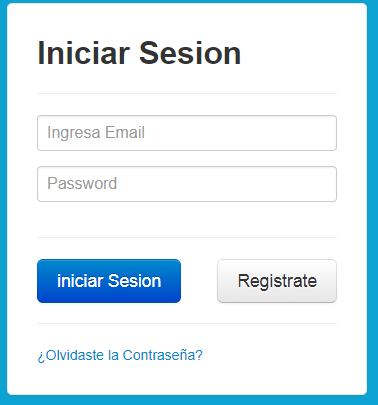 Iniciar Sesion
Ingresa Email
Password
iniciar Sesion
Registrate
¿Olvidaste la Contraseña?